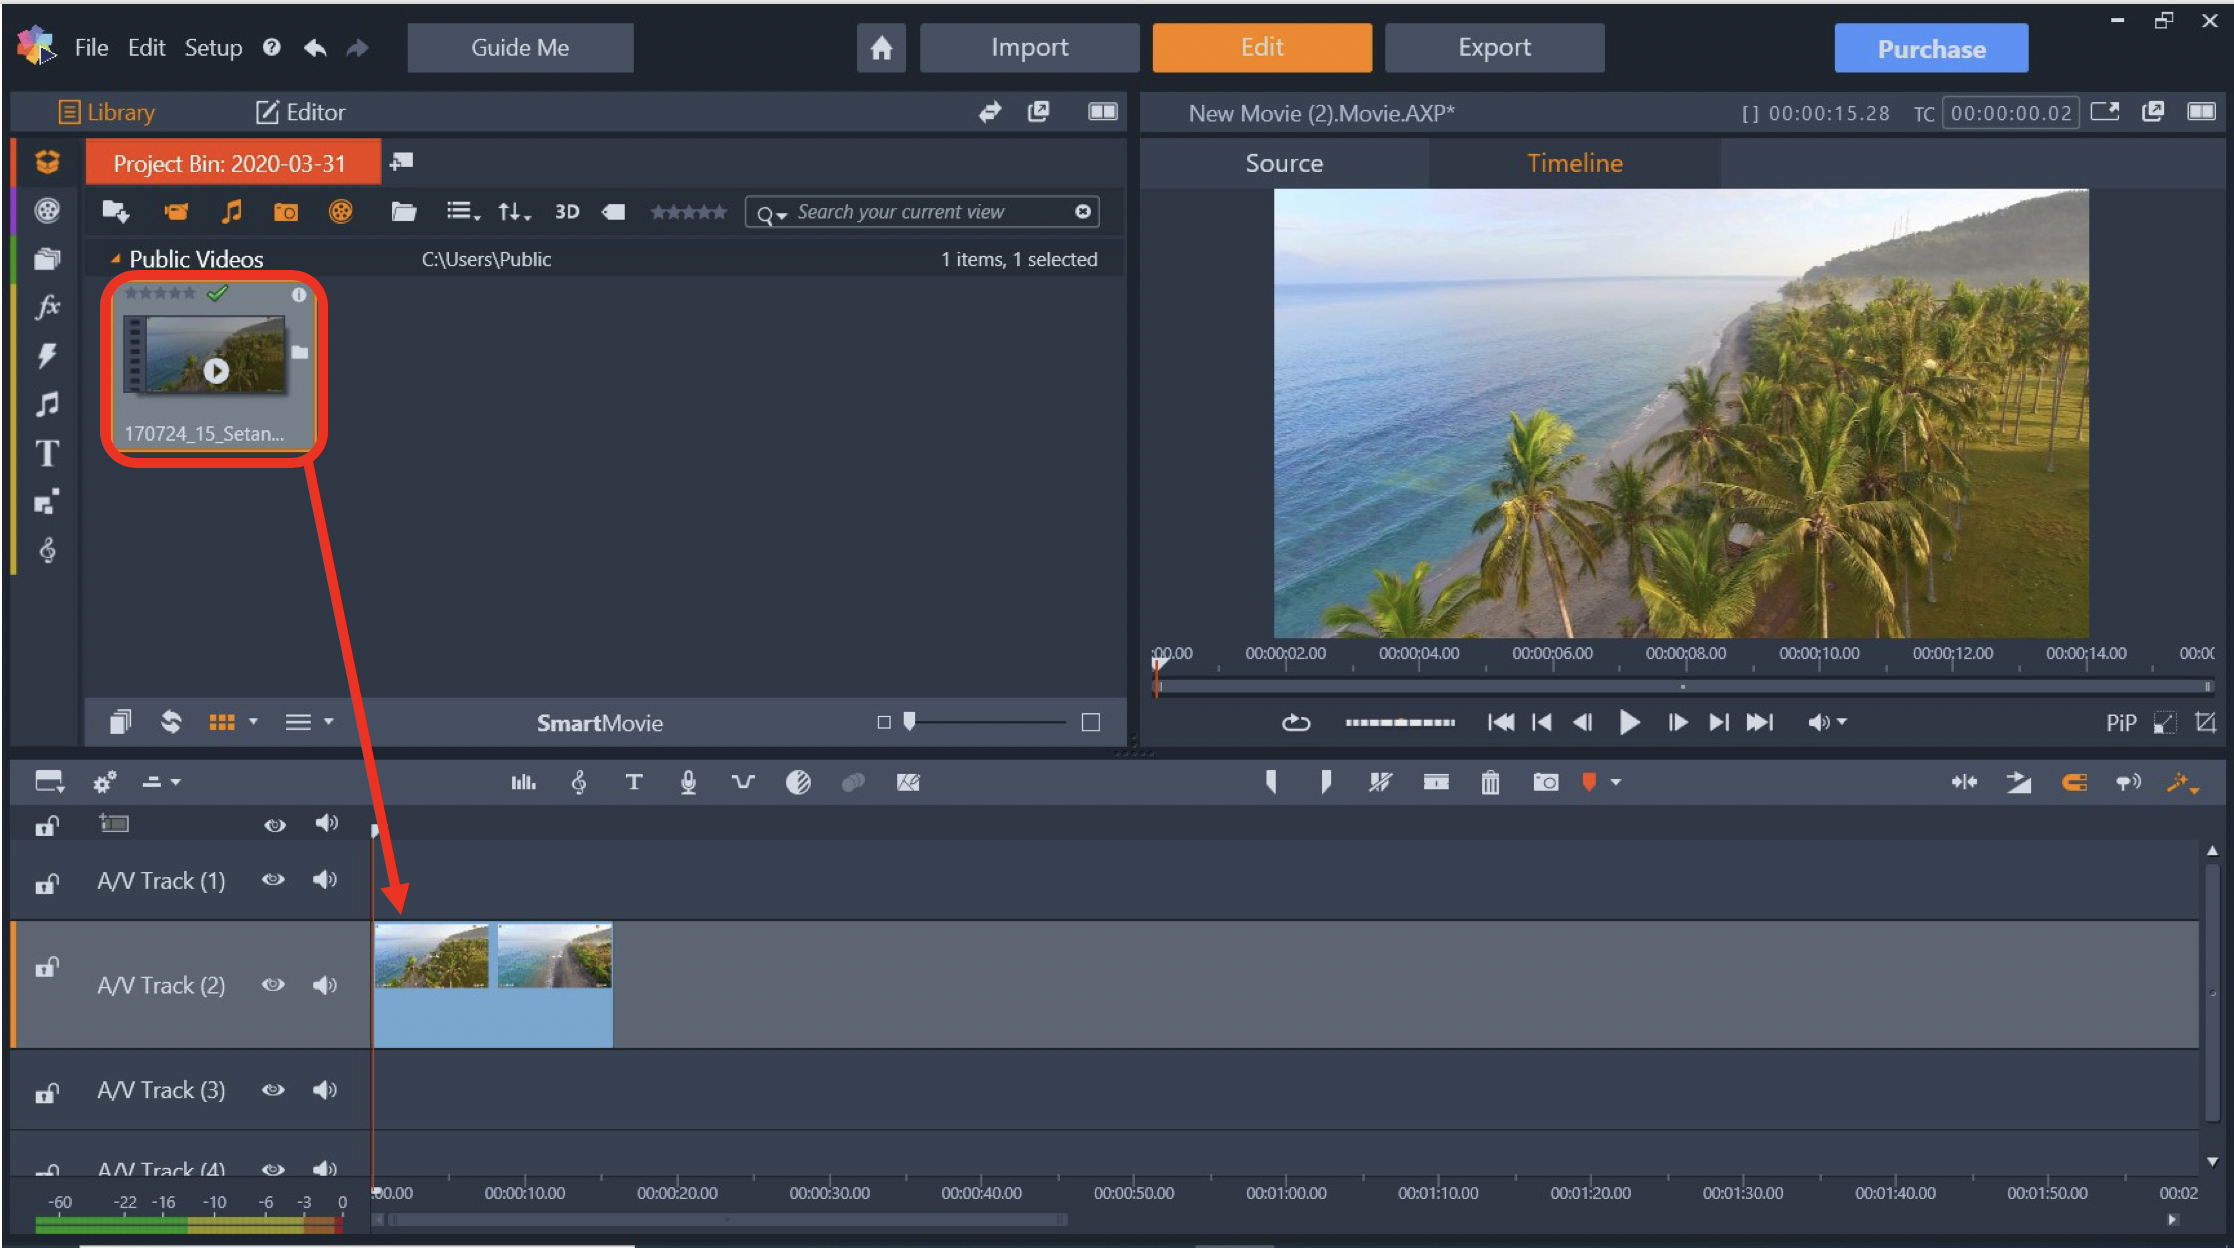 File Edit Setup ? Guide Me Import Edit Export Purchase
Library Editor
New Movie (2).Movie.AXP* [ ] 00:00:15.28 TC 00:00:00.02
Project Bin: 2020-03-31
Source Timeline
3D Search your current view
Public Videos C:\Users\Public 1 items, 1 selected
fx
170724_15_Setan...
T
:00.00 00:00:02.00 00:00:04.00 00:00:06.00 00:00:08.00 00:00:10.00 00:00:12.00 00:00:14.00 00:00
SmartMovie
PiP
T
A/V Track (1)
A/V Track (2)
A/V Track (3)
A/V Track (4)
-60 -22 -16 -10 -6 -3 0
:00.00 00:00:10.00 00:00:20.00 00:00:30.00 00:00:40.00 00:00:50.00 00:01:00.00 00:01:10.00 00:01:20.00 00:01:30.00 00:01:40.00 00:01:50.00 00:02